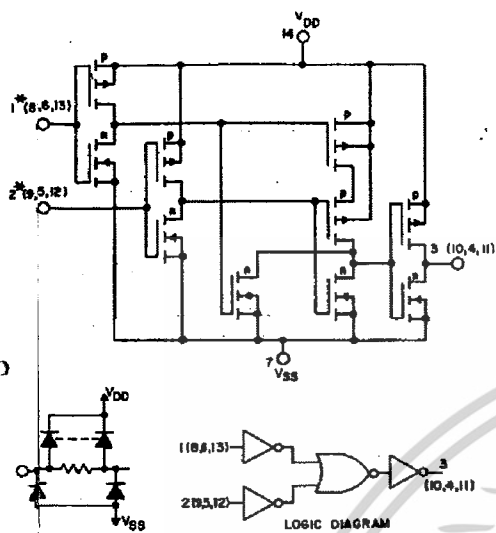 VDD
14
P
1*(8,6,13)
n
P
P
2*(9,5,12)
n
P
P
3 (10,4,11)
n
n
n
7
VSS
VDD
VSS
1(8,6,13)
3
(10,4,11)
2(9,5,12)
LOGIC DIAGRAM